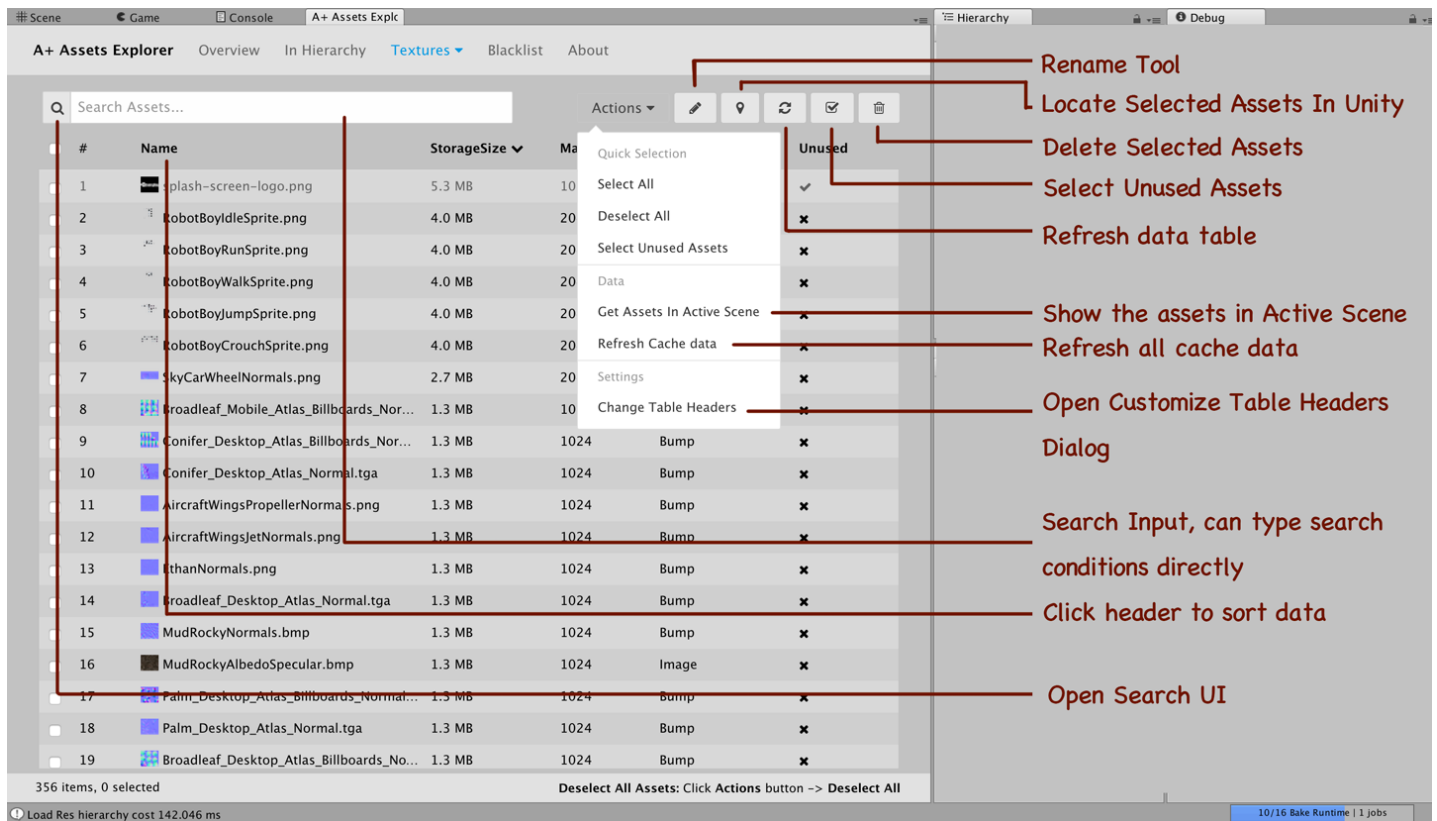 Scene
Game
Console
A+ Assets Explc
Hierarchy
Debug
A+ Assets Explorer Overview In Hierarchy Textures Blacklist About
Rename Tool
Search Assets...
Actions
Locate Selected Assets In Unity
Delete Selected Assets
Select Unused Assets
Refresh data table
# Name StorageSize Ma Unused
Quick Selection
Select All
Deselect All
Select Unused Assets
Data
Get Assets In Active Scene
Refresh Cache data
Settings
Change Table Headers
Show the assets in Active Scene
Refresh all cache data
Open Customize Table Headers
Dialog
Search Input, can type search
conditions directly
Click header to sort data
Open Search UI
1 splash-screen-logo.png 5.3 MB 10
2 RobotBoyIdleSprite.png 4.0 MB 20
3 RobotBoyRunSprite.png 4.0 MB 20
4 RobotBoyWalkSprite.png 4.0 MB 20
5 RobotBoyJumpSprite.png 4.0 MB 20
6 RobotBoyCrouchSprite.png 4.0 MB 20
7 SkyCarWheelNormals.png 2.7 MB 20
8 Broadleaf_Mobile_Atlas_Billboards_Nor... 1.3 MB 10
9 Conifer_Desktop_Atlas_Billboards_Nor... 1.3 MB 1024 Bump
10 Conifer_Desktop_Atlas_Normal.tga 1.3 MB 1024 Bump
11 AircraftWingsPropellerNormals.png 1.3 MB 1024 Bump
12 AircraftWingsJetNormals.png 1.3 MB 1024 Bump
13 EthanNormals.png 1.3 MB 1024 Bump
14 Broadleaf_Desktop_Atlas_Normal.tga 1.3 MB 1024 Bump
15 MudRockyNormals.bmp 1.3 MB 1024 Bump
16 MudRockyAlbedoSpecular.bmp 1.3 MB 1024 Image
17 Palm_Desktop_Atlas_Billboards_Normal... 1.3 MB 1024 Bump
18 Palm_Desktop_Atlas_Normal.tga 1.3 MB 1024 Bump
19 Broadleaf_Desktop_Atlas_Billboards_No... 1.3 MB 1024 Bump
356 items, 0 selected
Deselect All Assets: Click Actions button -> Deselect All
Load Res hierarchy cost 142.046 ms
10/16 Bake Runtime | 1 jobs